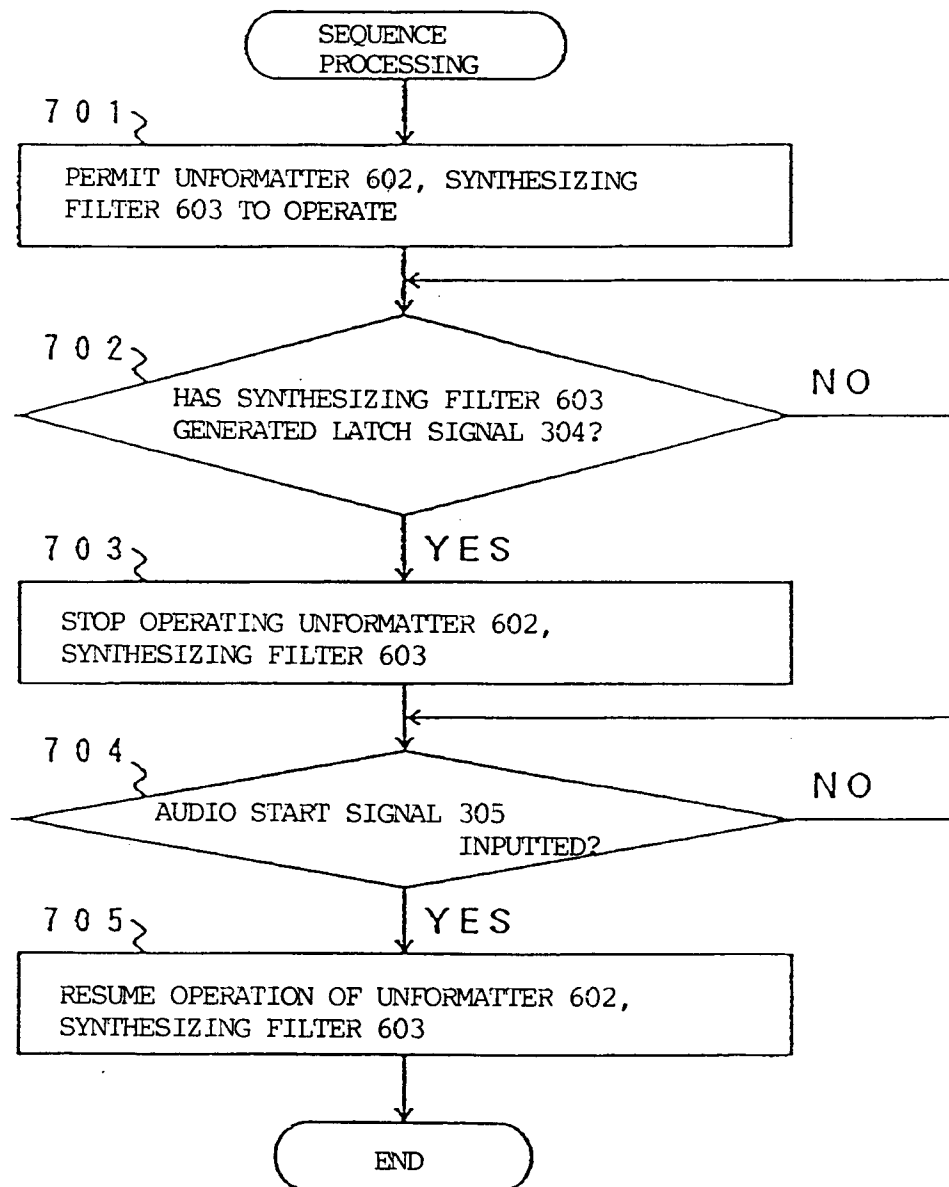 SEQUENCE
PROCESSING
701
PERMIT UNFORMATTER 602, SYNTHESIZING
FILTER 603 TO OPERATE
702
HAS SYNTHESIZING FILTER 603
GENERATED LATCH SIGNAL 304?
NO
YES
703
STOP OPERATING UNFORMATTER 602,
SYNTHESIZING FILTER 603
704
AUDIO START SIGNAL 305
INPUTTED?
NO
YES
705
RESUME OPERATION OF UNFORMATTER 602,
SYNTHESIZING FILTER 603
END